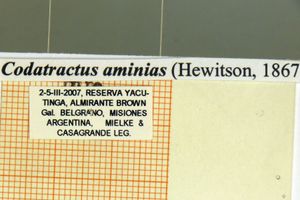 Codatractus aminias (Hewitson, 1867
2-5-III-2007, RESERVA YACU-
TINGA, ALMIRANTE BROWN
Gal. BELGRANO, MISIONES
ARGENTINA, MIELKE &
CASAGRANDE LEG.